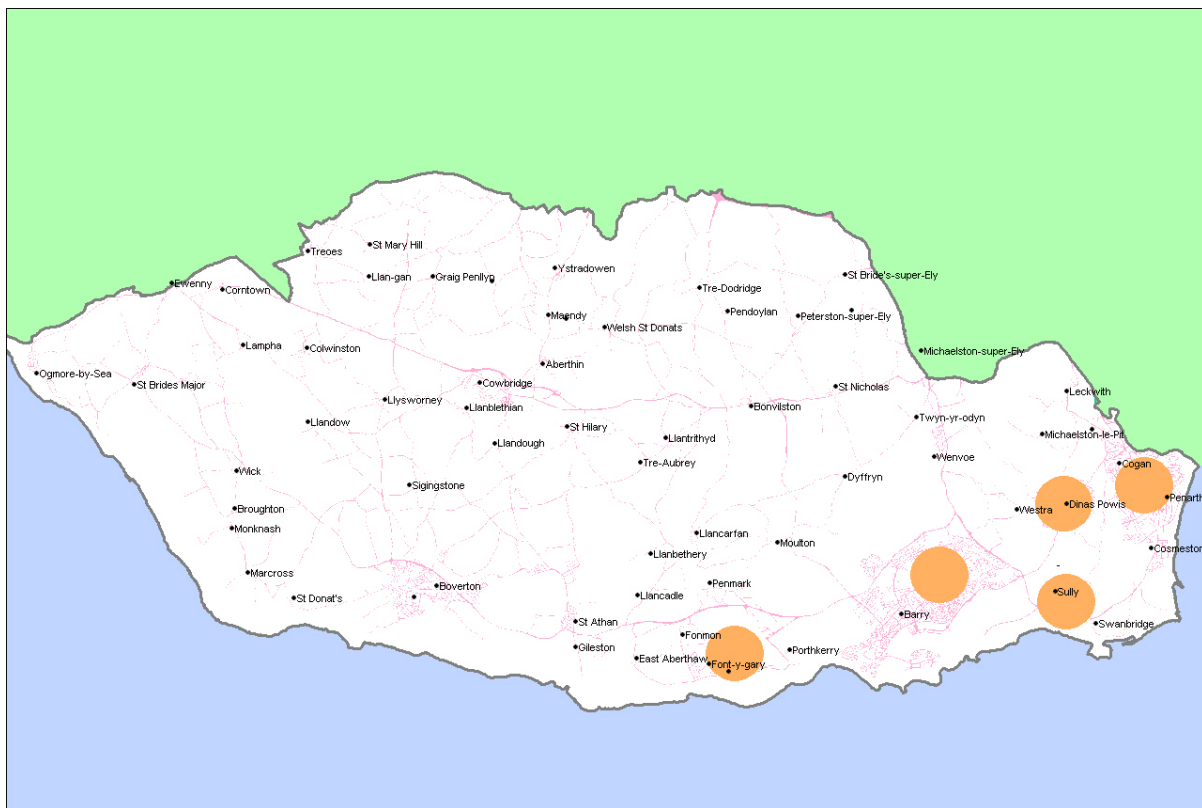 St Mary Hill
Treoes
Ystradowen
St Bride's-super-Ely
Llan-gan
Graig Penllyn
Ewenny
Corntown
Tre-Dodridge
Pendoylan
Peterston-super-Ely
Maendy
Welsh St Donats
Lampha
Colwinston
Michaelston-super-Ely
Aberthin
Ogmore-by-Sea
St Brides Major
Cowbridge
St Nicholas
Leckwith
Llysworney
Llanblethian
Bonvilston
Twyn-yr-odyn
Llandow
St Hilary
Michaelston-le-Pit
Llantrithyd
Llandough
Wenvoe
Tre-Aubrey
Cogan
Wick
Dyffryn
Sigingstone
Penarth
Dinas Powis
Broughton
Westra
Monknash
Llancarfan
Moulton
Cosmeston
Llanbethery
Marcross
Penmark
Boverton
Sully
Llancadle
St Donat's
Barry
St Athan
Swanbridge
Fonmon
Gileston
Porthkerry
East Aberthaw
Font-y-gary